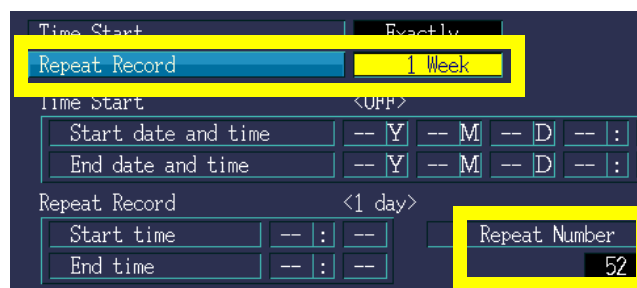 Time Start Exactly
Repeat Record 1 Week
Time Start <OFF>
Start date and time -- Y -- M -- D -- :
End date and time -- Y -- M -- D -- :
Repeat Record <1 day>
Start time -- : -- Repeat Number
End time -- : -- 52